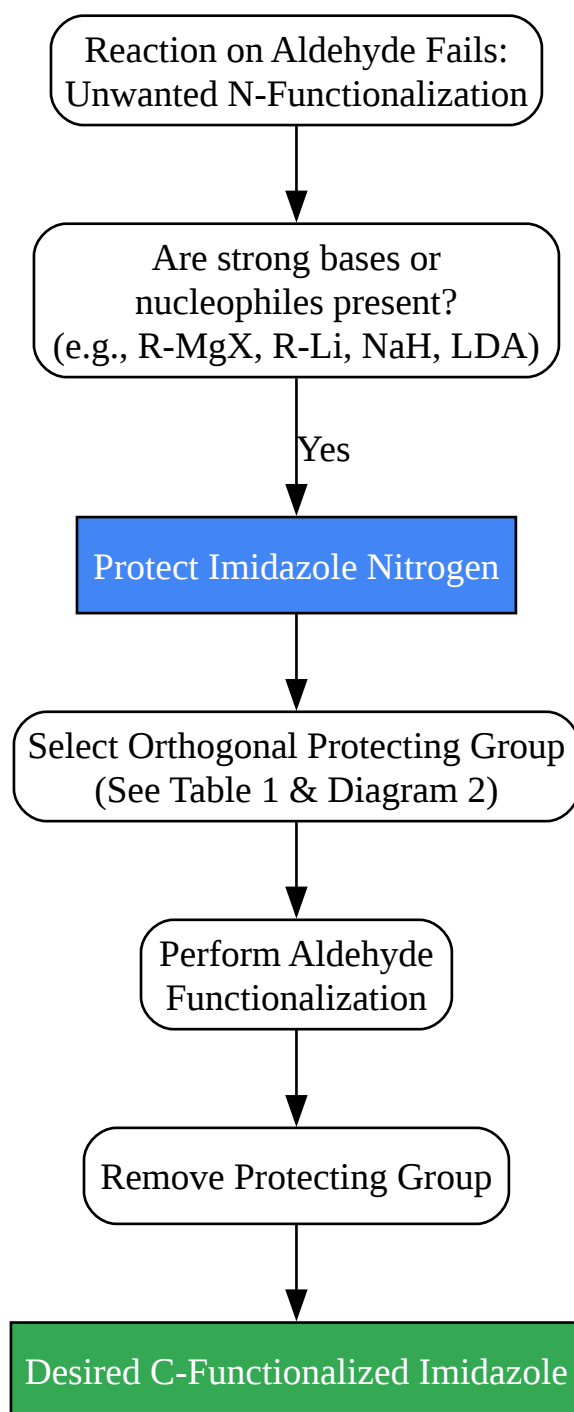 Reaction on Aldehyde Fails:
Unwanted N-Functionalization
Are strong bases or
nucleophiles present?
(e.g., R-MgX, R-Li, NaH, LDA)
Yes
Protect Imidazole Nitrogen
Select Orthogonal Protecting Group
(See Table 1 & Diagram 2)
Perform Aldehyde
Functionalization
Remove Protecting Group
Desired C-Functionalized Imidazole